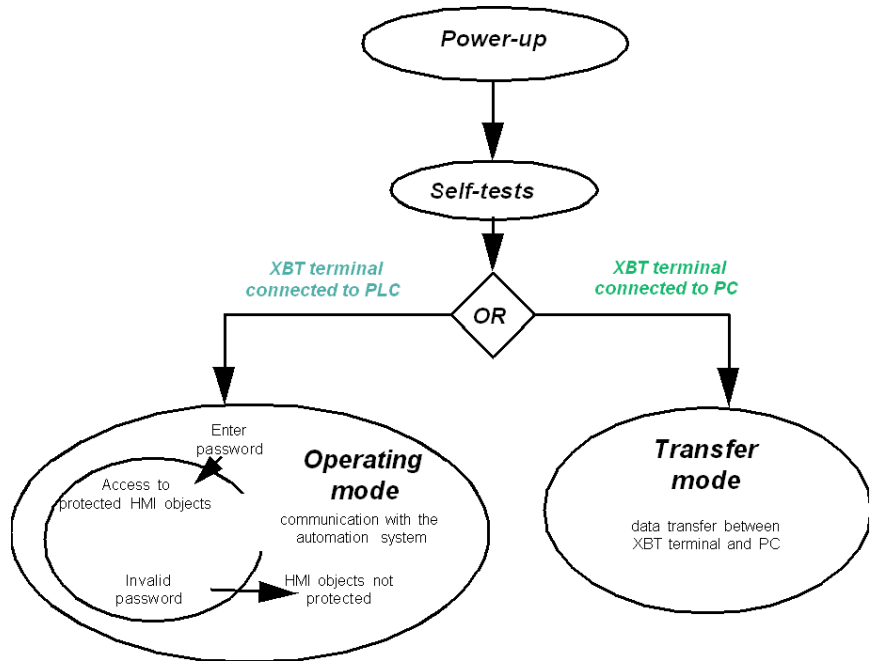 Power-up
Self-tests
XBT terminal
connected to PLC
XBT terminal
connected to PC
OR
Enter
password
Access to
protected HMI objects
Operating
mode
communication with the
automation system
Invalid
password
HMI objects not
protected
Transfer
mode
data transfer between
XBT terminal and PC